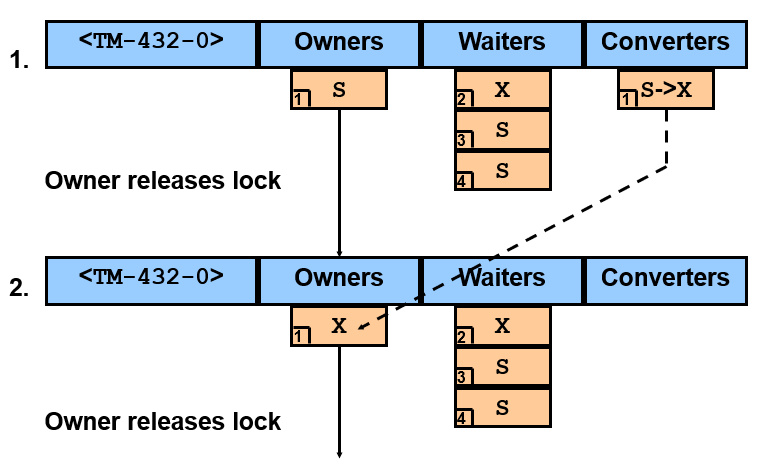 1.
<TM-432-0> Owners Waiters Converters
1 S 2 X 1 S->X
3 S
4 S
Owner releases lock
2.
<TM-432-0> Owners Waiters Converters
1 X 2 X
3 S
4 S
Owner releases lock